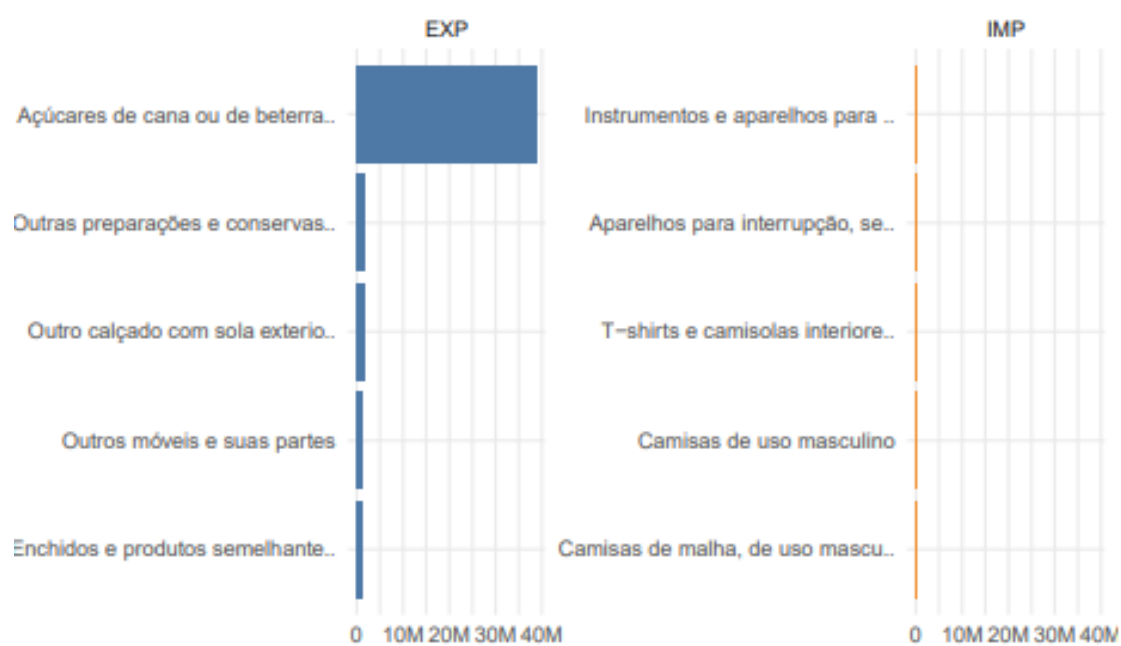 EXP
Açúcares de cana ou de beterra..
Outras preparações e conservas..
Outro calçado com sola exterio..
Outros móveis e suas partes
Enchidos e produtos semelhante..
0 10M 20M 30M 40M
IMP
Instrumentos e aparelhos para ..
Aparelhos para interrupção, se..
T-shirts e camisolas interiore..
Camisas de uso masculino
Camisas de malha, de uso mascu..
0 10M 20M 30M 40M